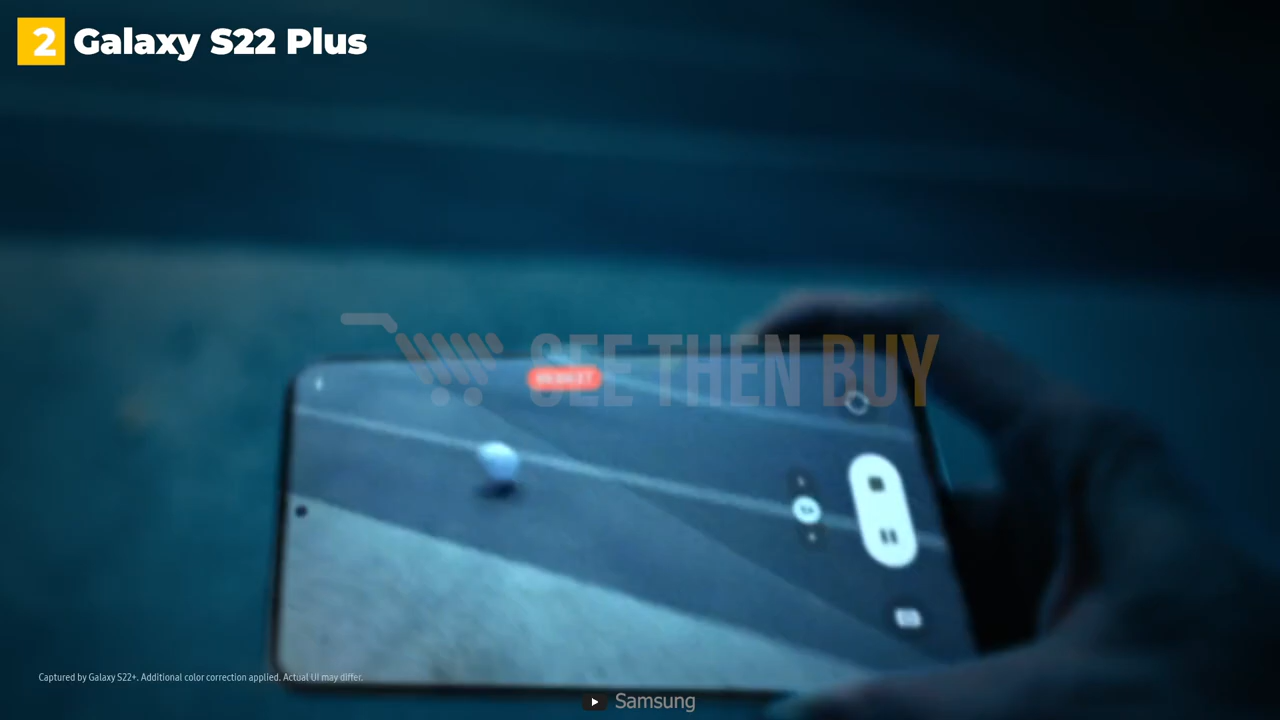 2 Galaxy S22 Plus
SEE THEN BUY
Captured by Galaxy S22+. Additional color correction applied. Actual UI may differ.
Samsung